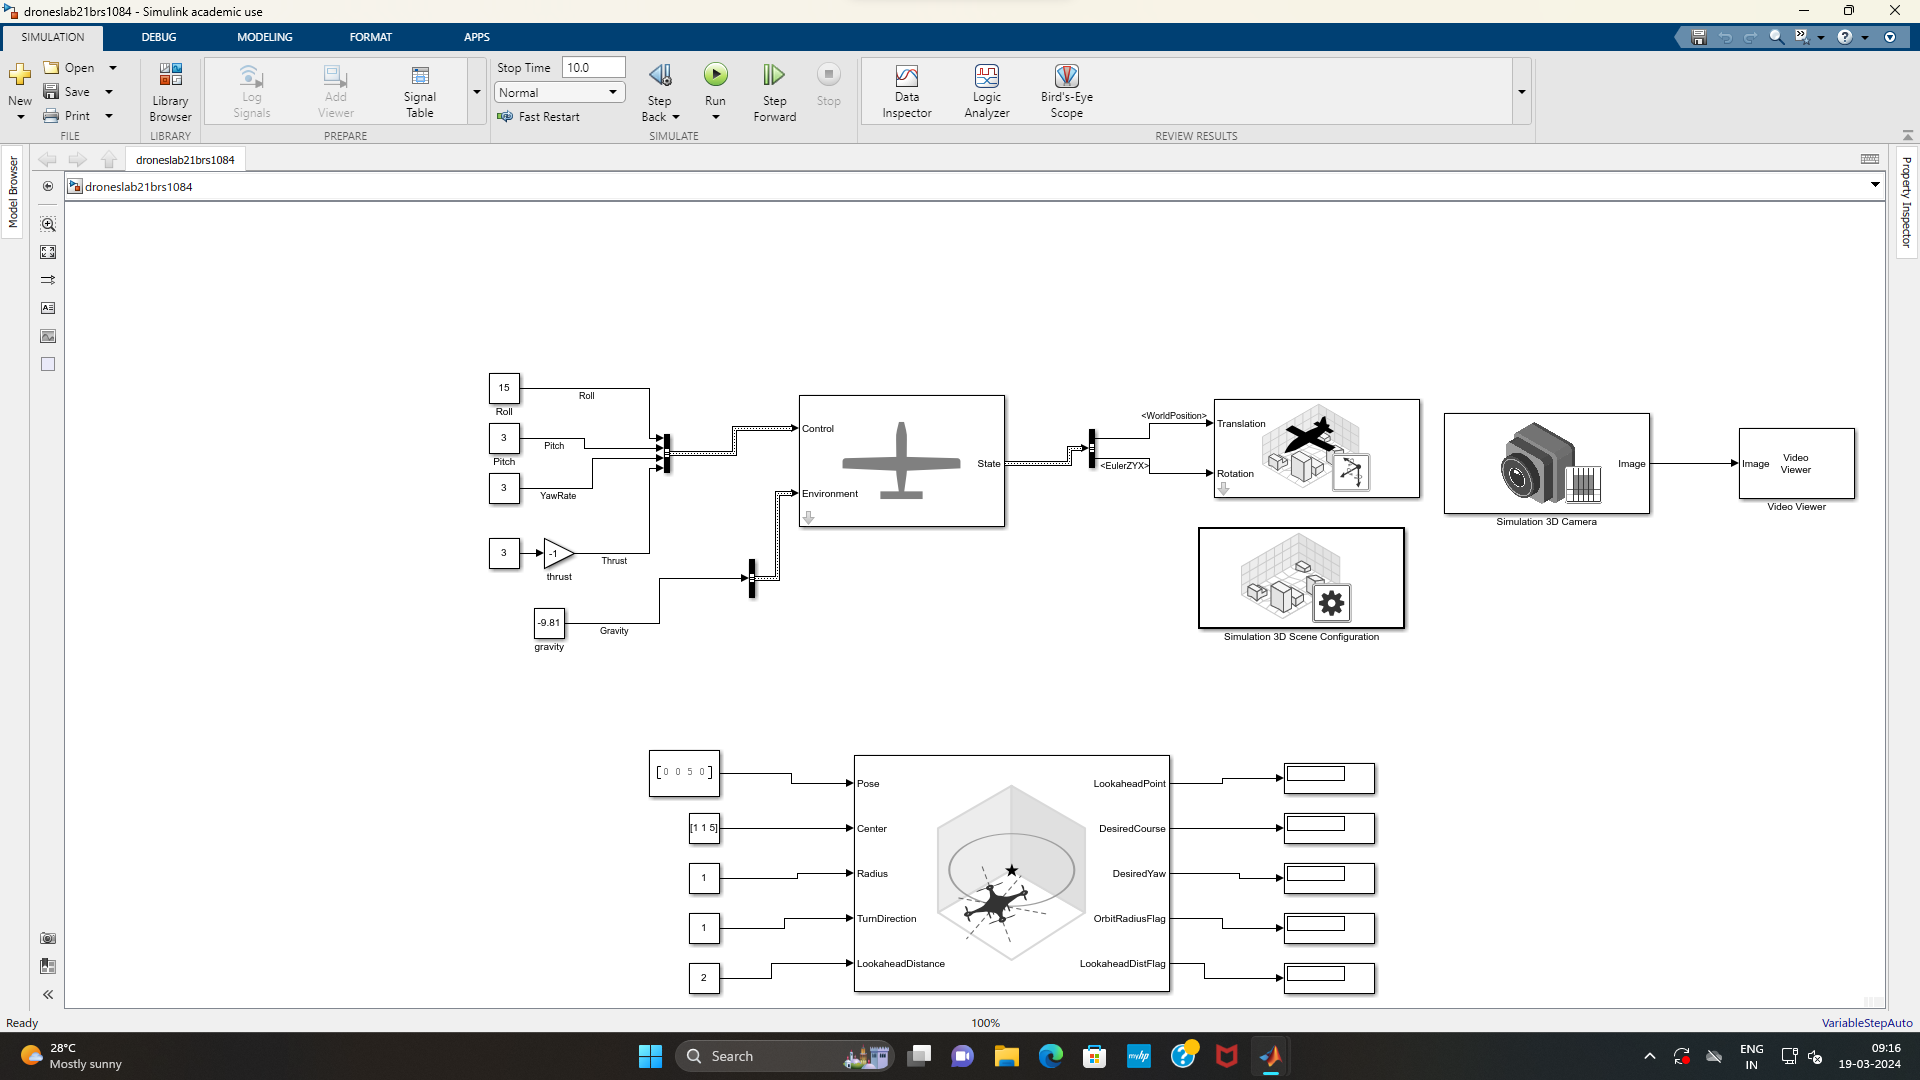 droneslab21brs1084 - Simulink academic use
SIMULATION
DEBUG
MODELING
FORMAT
APPS
New
Open
Save
Print
FILE
Library
Browser
LIBRARY
Log
Signals
Add
Viewer
Signal
Table
PREPARE
Stop Time 10.0
Normal
Fast Restart
Step
Back
Run
Step
Forward
Stop
SIMULATE
Data
Inspector
Logic
Analyzer
Bird's-Eye
Scope
REVIEW RESULTS
Model Browser
Property Inspector
droneslab21brs1084
droneslab21brs1084
15
Roll
Roll
3
Pitch
Pitch
3
YawRate
3
-1
thrust
Thrust
-9.81
gravity
Gravity
Control
Environment
State
<WorldPosition>
<EulerZYX>
Translation
Rotation
Simulation 3D Scene Configuration
Image
Simulation 3D Camera
Image
Video
Viewer
Video Viewer
[0 0 5 0]
[1 1 5]
1
1
2
Pose
Center
Radius
TurnDirection
LookaheadDistance
LookaheadPoint
DesiredCourse
DesiredYaw
OrbitRadiusFlag
LookaheadDistFlag
Ready
100%
VariableStepAuto
28°C
Mostly sunny
Search
myhp
ENG
IN
09:16
19-03-2024